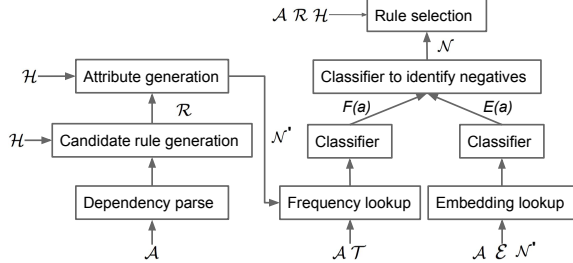 𝒜 ℛ ℋ Rule selection
𝒩
ℋ Attribute generation
Classifier to identify negatives
ℛ
F(a) E(a)
𝒩'
ℋ Candidate rule generation
Classifier Classifier
Dependency parse
Frequency lookup Embedding lookup
𝒜
𝒜 𝒯
𝒜 ℰ 𝒩'